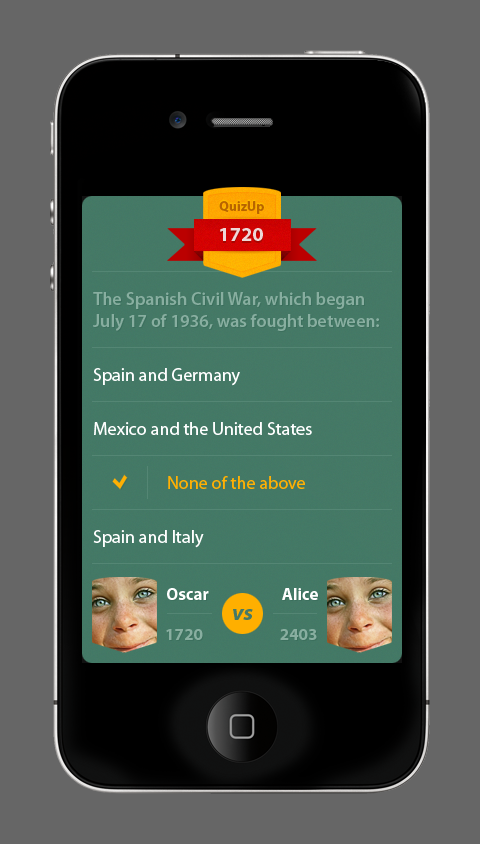 QuizUp
1720
The Spanish Civil War, which began
July 17 of 1936, was fought between:
Spain and Germany
Mexico and the United States
None of the above
Spain and Italy
Oscar
1720
vs
Alice
2403